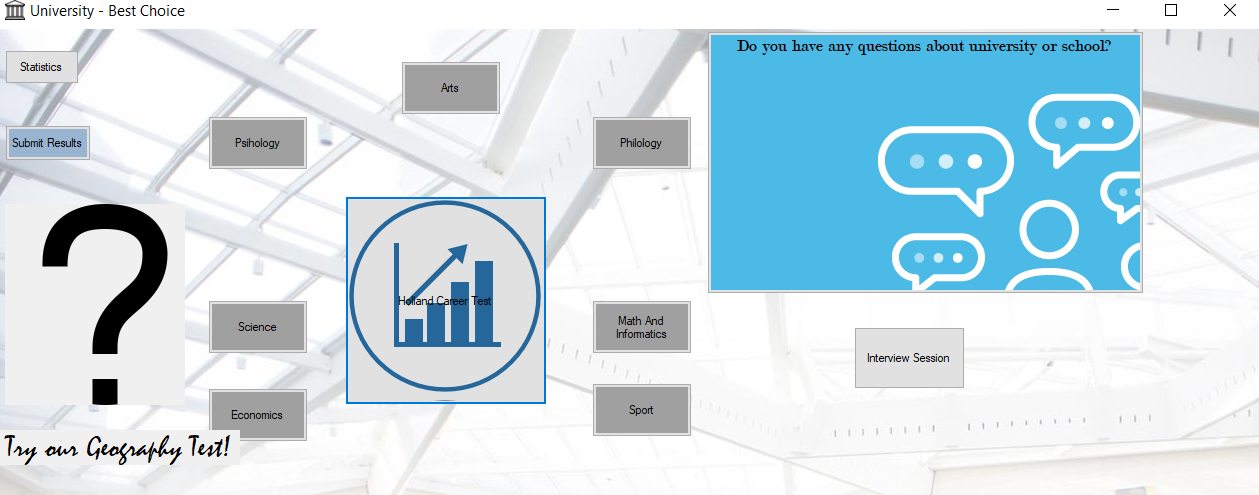 University - Best Choice
Statistics
Submit Results
Arts
Psihology
Philology
Do you have any questions about university or school?
Holland Career Test
Science
Math And
Informatics
Economics
Sport
Interview Session
?
Try our Geography Test!